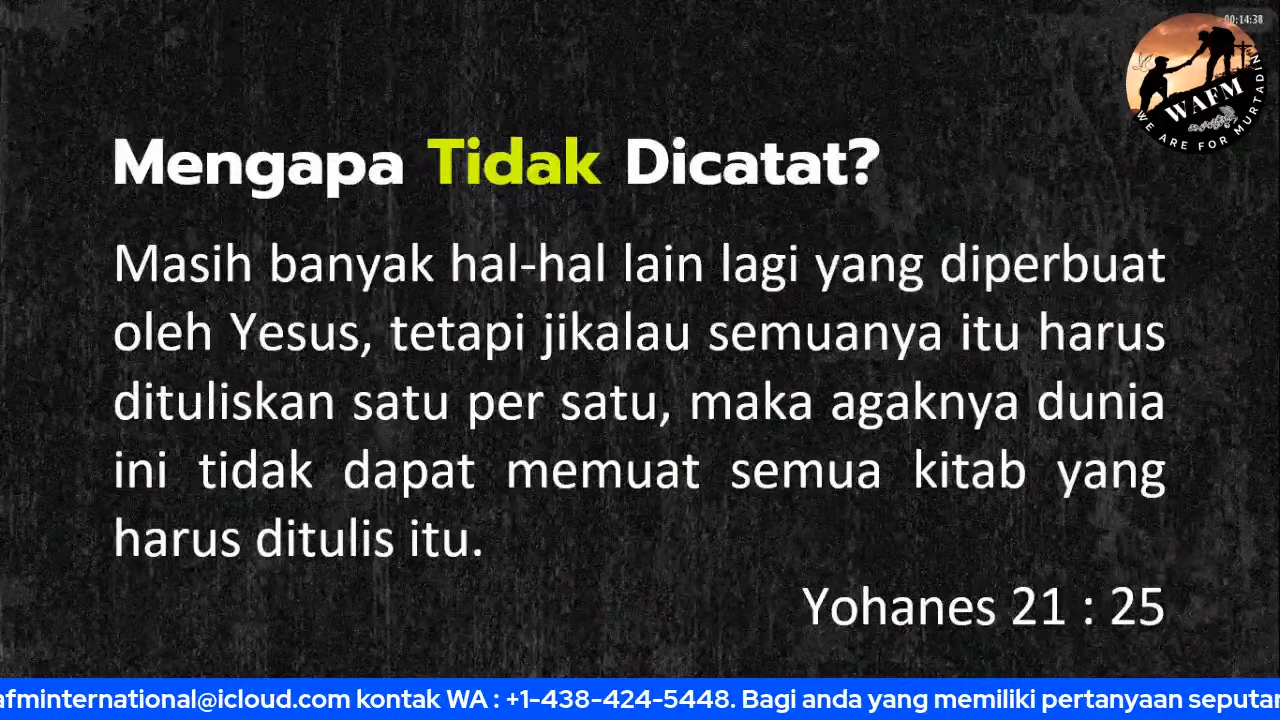 00:14:38
WAFM
WE ARE FOR MURTADIN
Mengapa Tidak Dicatat?
Masih banyak hal-hal lain lagi yang diperbuat
oleh Yesus, tetapi jikalau semuanya itu harus
dituliskan satu per satu, maka agaknya dunia
ini tidak dapat memuat semua kitab yang
harus ditulis itu.
Yohanes 21 : 25
afminternational@icloud.com kontak WA : +1-438-424-5448. Bagi anda yang memiliki pertanyaan seputar